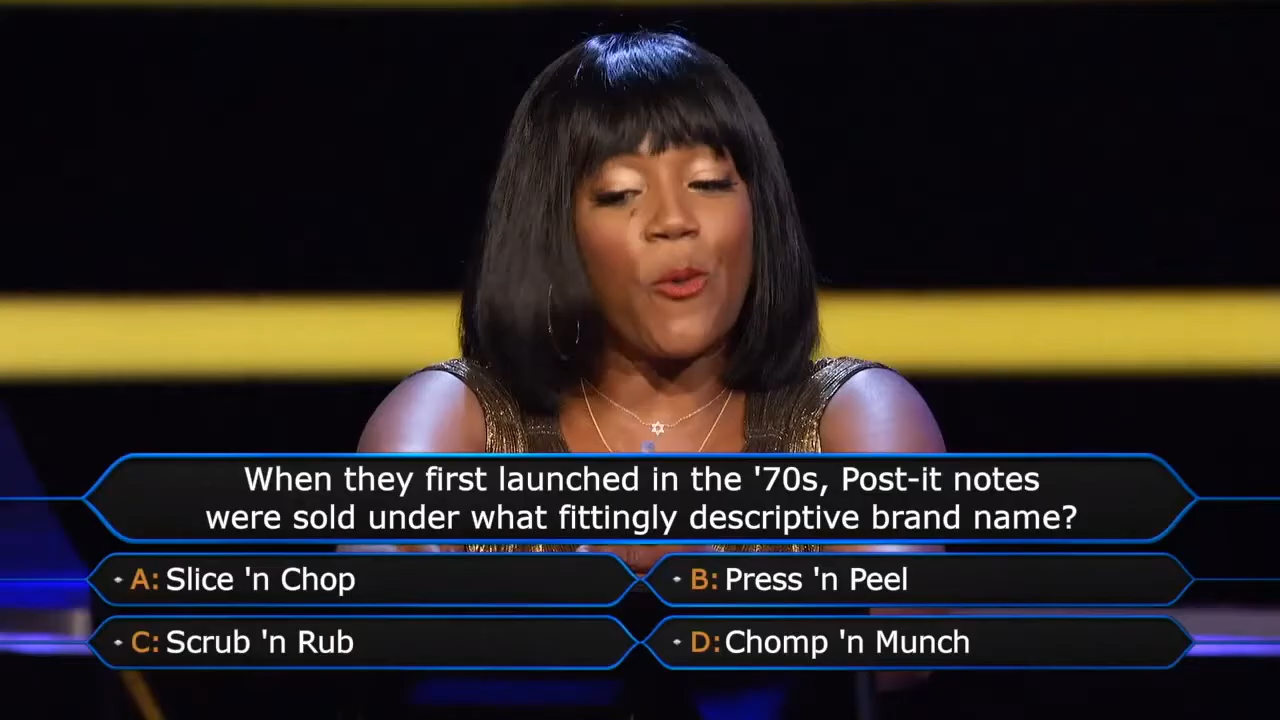 When they first launched in the '70s, Post-it notes
were sold under what fittingly descriptive brand name?
A: Slice 'n Chop
B: Press 'n Peel
C: Scrub 'n Rub
D: Chomp 'n Munch